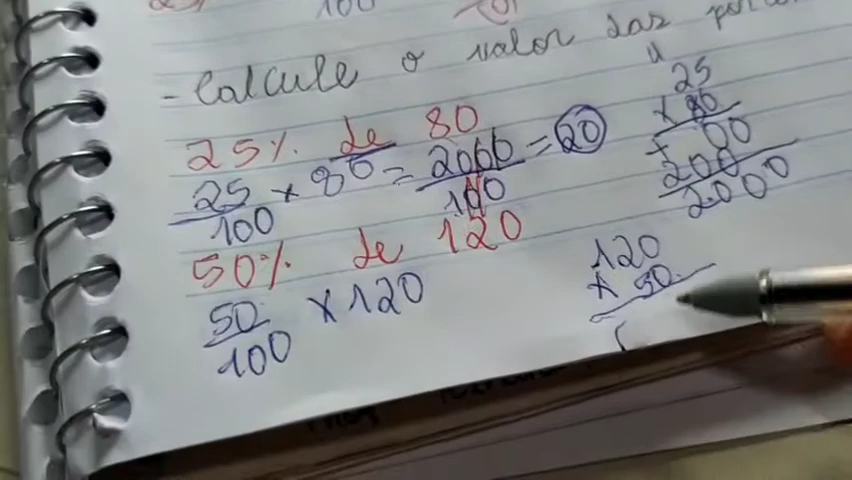 100
- Calcule o valor das
25% de 80
25/100 x 80 = 2000/100 = 20
25
x 80
+ 00
200
2000
50% de 120
50/100 x 120
120
x 50